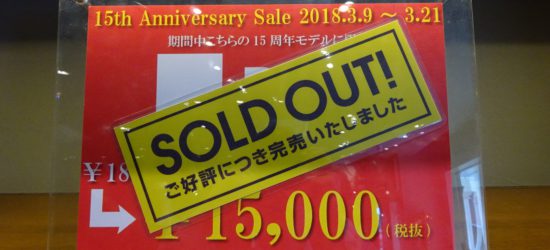 15th Anniversary Sale 2018.3.9 ～ 3.21
期間中こちらの15周年モデルに
SOLD OUT!
ご好評につき完売いたしました
￥18
￥15,000(税抜)